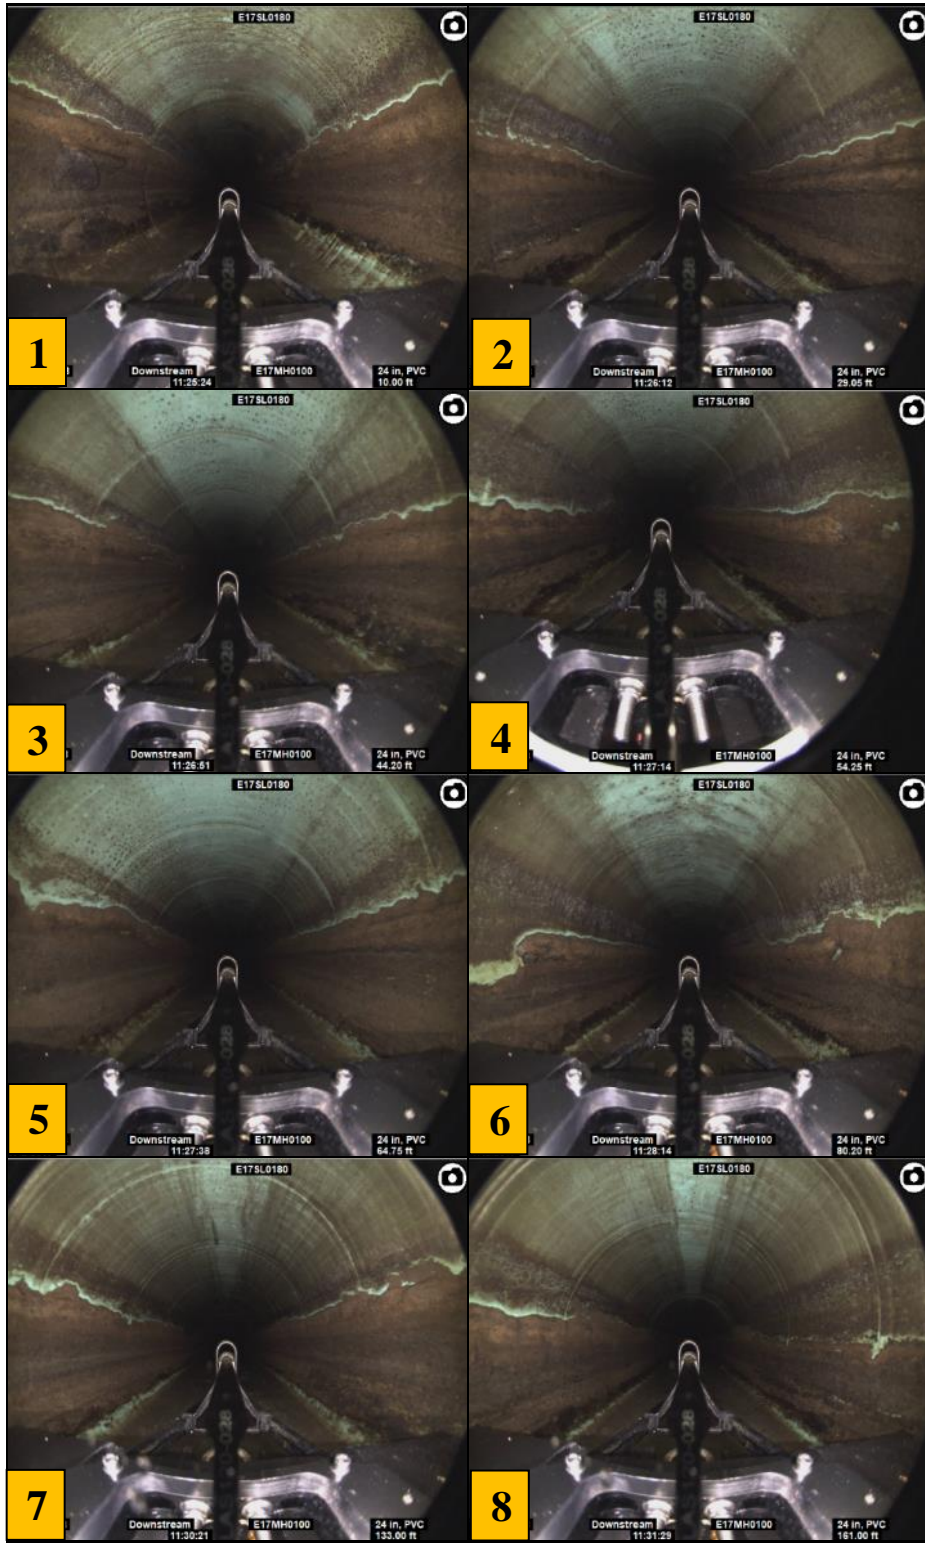 E17SL0180
E17SL0180
1
Downstream
E17MH0100
24 in, PVC
11:25:24
10.00 ft
2
Downstream
E17MH0100
24 in, PVC
11:26:12
29.05 ft
E17SL0180
E17SL0180
3
Downstream
E17MH0100
24 in, PVC
11:26:51
44.20 ft
4
Downstream
E17MH0100
24 in, PVC
11:27:14
54.25 ft
E17SL0180
E17SL0180
5
Downstream
E17MH0100
24 in, PVC
11:27:38
64.75 ft
6
Downstream
E17MH0100
24 in, PVC
11:28:14
80.20 ft
E17SL0180
E17SL0180
7
Downstream
E17MH0100
24 in, PVC
11:30:21
133.00 ft
8
Downstream
E17MH0100
24 in, PVC
11:31:29
161.00 ft